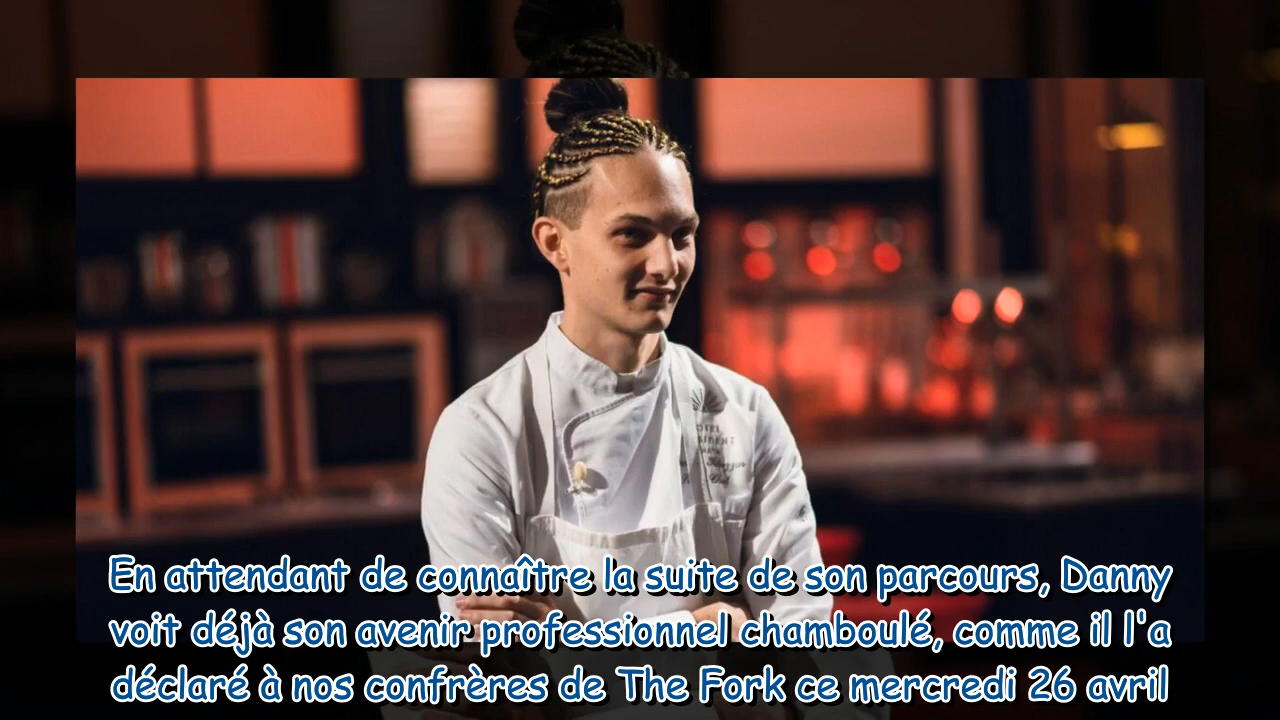 En attendant de connaître la suite de son parcours, Danny
voit déjà son avenir professionnel chamboulé, comme il l'a
déclaré à nos confrères de The Fork ce mercredi 26 avril